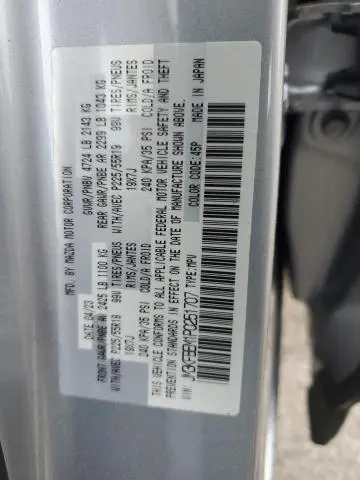 MFD. BY MAZDA MOTOR CORPORATION
DATE: 04/23
GVWR/PNBV 4724 LB 2143 KG
FRONT GAWR/PNBE AV 2425 LB 1100 KG
REAR GAWR/PNBE AR 2299 LB 1043 KG
WITH/AVEC P225/55R19 99V TIRES/PNEUS
WITH/AVEC P225/55R19 99V TIRES/PNEUS
19X7J RIMS/JANTES
19X7J RIMS/JANTES
240 KPA/35 PSI COLD/A FROID
240 KPA/35 PSI COLD/A FROID
THIS VEHICLE CONFORMS TO ALL APPLICABLE FEDERAL MOTOR VEHICLE SAFETY AND THEFT
PREVENTION STANDARDS IN EFFECT ON THE DATE OF MANUFACTURE SHOWN ABOVE.
TYPE: MPV
COLOR CODE: 45P
MADE IN JAPAN